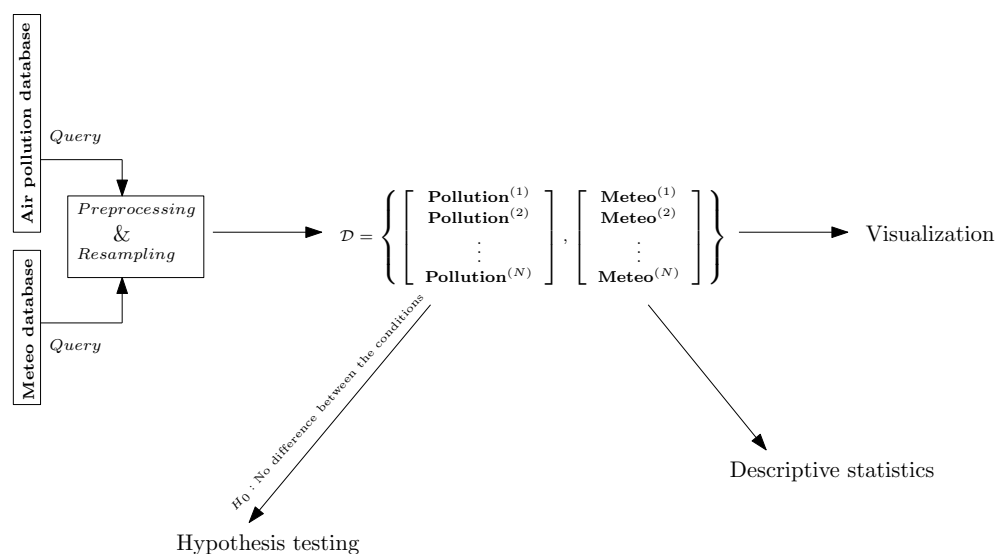 Air pollution database
Query
Preprocessing
&
Resampling
Meteo database
Query
𝒟 = { [ Pollution^(1) Pollution^(2) ⋮ Pollution^(N) ] , [ Meteo^(1) Meteo^(2) ⋮ Meteo^(N) ] }
Visualization
H_0 : No difference between the conditions
Descriptive statistics
Hypothesis testing